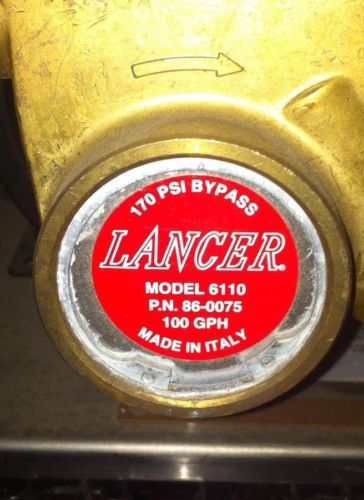 170 PSI BYPASS
LANCER®
MODEL 6110
P.N. 86-0075
100 GPH
MADE IN ITALY